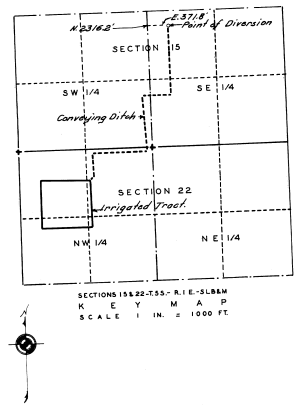 N. 2316.2'
E. 371.8'
Point of Diversion
SECTION 15
SW 1/4
SE 1/4
Conveying Ditch
SECTION 22
Irrigated Tract.
NW 1/4
NE 1/4
SECTIONS 15 & 22 - T.5S. - R.1E. - SLB&M
KEY MAP
SCALE 1 IN. = 1000 FT.